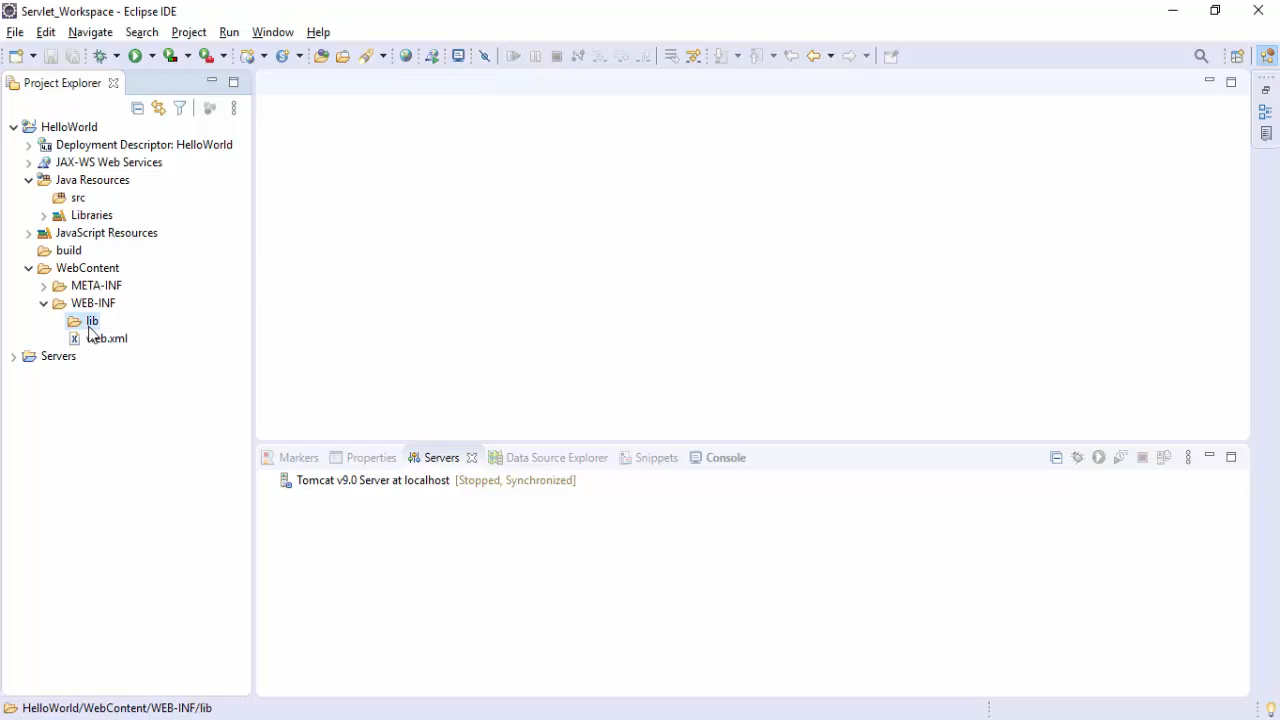 Servlet_Workspace - Eclipse IDE
File Edit Navigate Search Project Run Window Help
Project Explorer
HelloWorld
Deployment Descriptor: HelloWorld
JAX-WS Web Services
Java Resources
src
Libraries
JavaScript Resources
build
WebContent
META-INF
WEB-INF
lib
web.xml
Servers
Markers Properties Servers Data Source Explorer Snippets Console
Tomcat v9.0 Server at localhost [Stopped, Synchronized]
HelloWorld/WebContent/WEB-INF/lib